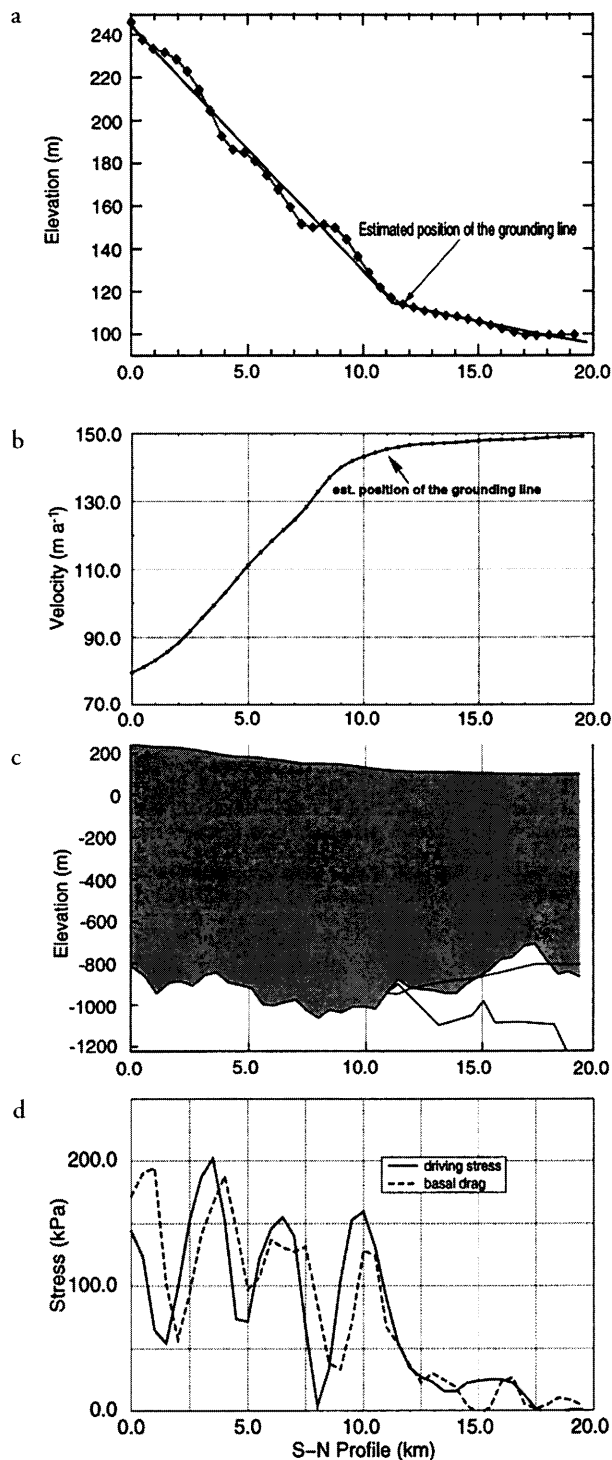 a
240
220
200
180
160
140
120
100
Elevation (m)
Estimated position of the grounding line
0.0 5.0 10.0 15.0 20.0
b
150.0
130.0
110.0
90.0
70.0
Velocity (m a⁻¹)
est. position of the grounding line
0.0 5.0 10.0 15.0 20.0
c
200
0
-200
-400
-600
-800
-1000
-1200
Elevation (m)
0.0 5.0 10.0 15.0 20.0
d
200.0
100.0
0.0
Stress (kPa)
driving stress
basal drag
0.0 5.0 10.0 15.0 20.0
S–N Profile (km)